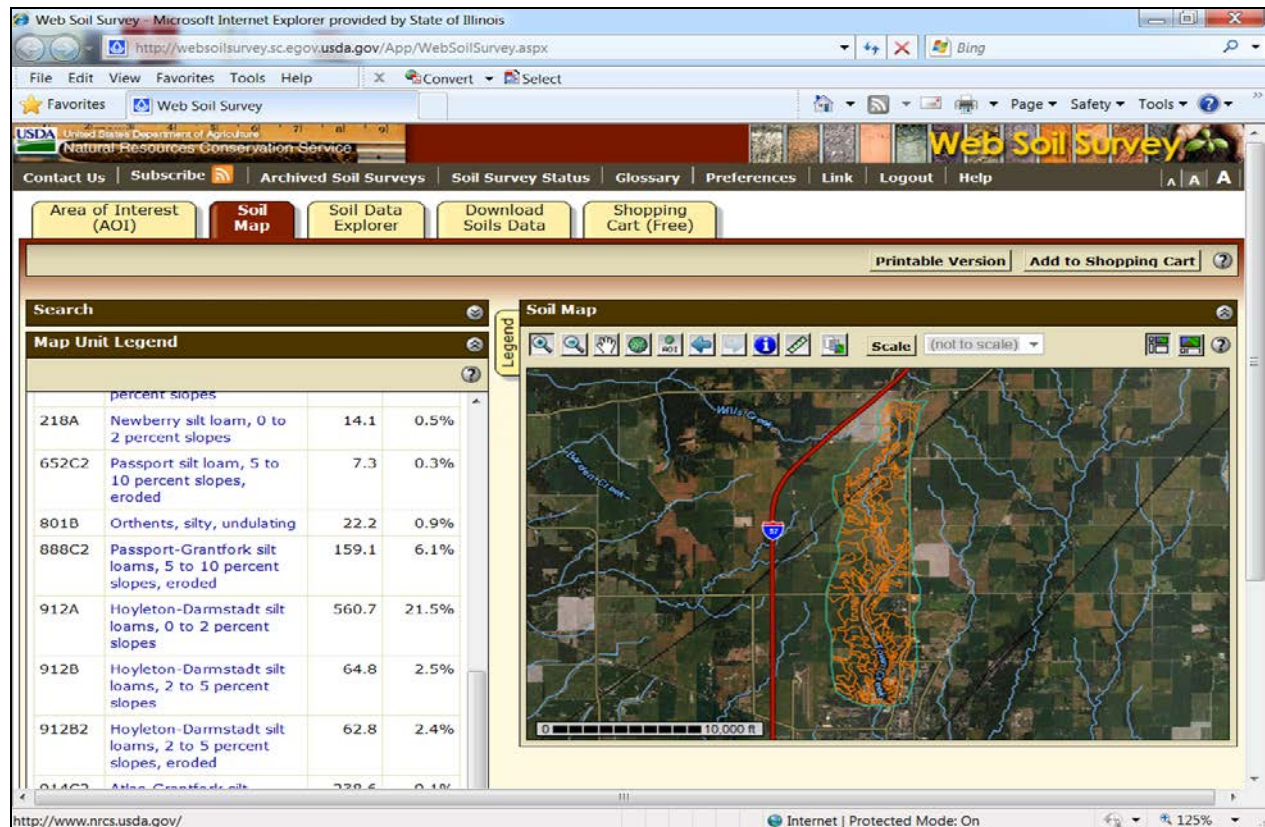 Web Soil Survey - Microsoft Internet Explorer provided by State of Illinois
http://websoilsurvey.sc.egov.usda.gov/App/WebSoilSurvey.aspx
Bing
File Edit View Favorites Tools Help X Convert Select
Favorites Web Soil Survey Page Safety Tools
USDA United States Department of Agriculture
Natural Resources Conservation Service
Web Soil Survey
Contact Us | Subscribe | Archived Soil Surveys | Soil Survey Status | Glossary | Preferences | Link | Logout | Help A A A
Area of Interest (AOI)
Soil Map
Soil Data Explorer
Download Soils Data
Shopping Cart (Free)
Printable Version Add to Shopping Cart ?
Search
Map Unit Legend
?
percent slopes
218A Newberry silt loam, 0 to 14.1 0.5%
2 percent slopes
652C2 Passport silt loam, 5 to 7.3 0.3%
10 percent slopes,
eroded
801B Orthents, silty, undulating 22.2 0.9%
888C2 Passport-Grantfork silt 159.1 6.1%
loams, 5 to 10 percent
slopes, eroded
912A Hoyleton-Darmstadt silt 560.7 21.5%
loams, 0 to 2 percent
slopes
912B Hoyleton-Darmstadt silt 64.8 2.5%
loams, 2 to 5 percent
slopes
912B2 Hoyleton-Darmstadt silt 62.8 2.4%
loams, 2 to 5 percent
slopes, eroded
Legend
Soil Map
AOI Scale (not to scale) ?
Wills Creek
57
0 10,000 ft
http://www.nrcs.usda.gov/ Internet | Protected Mode: On 125%